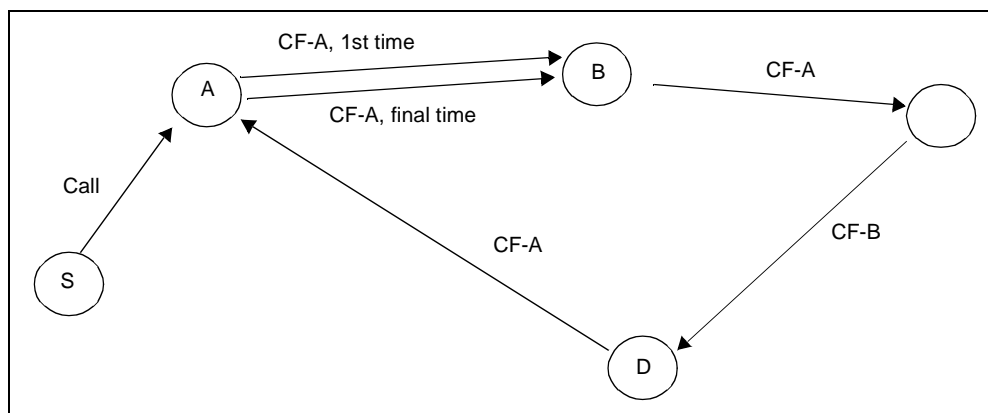 CF-A, 1st time
A
B
CF-A
CF-A, final time
Call
CF-B
CF-A
S
D